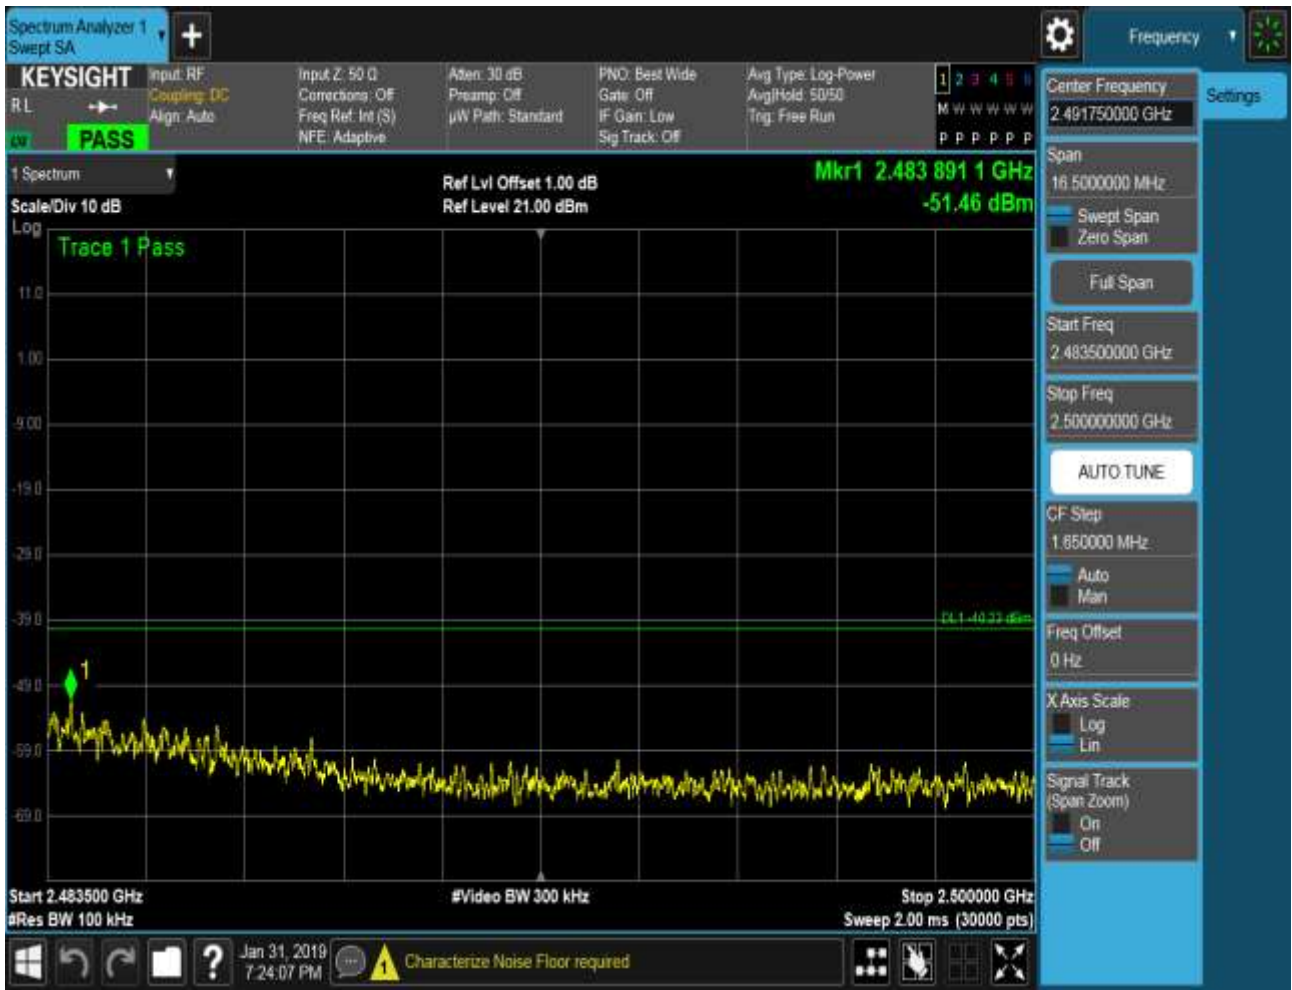 Spectrum Analyzer 1
Swept SA
Frequency
KEYSIGHT
R L
PASS
Input: RF
Coupling: DC
Align: Auto
Input Z: 50 Ω
Corrections: Off
Freq Ref: Int (S)
NFE: Adaptive
Atten: 30 dB
Preamp: Off
µW Path: Standard
PNO: Best Wide
Gate: Off
IF Gain: Low
Sig Track: Off
Avg Type: Log-Power
Avg|Hold: 50/50
Trig: Free Run
1 2 3 4 5 6
M W W W W W
P P P P P P
1 Spectrum
Scale/Div 10 dB
Ref Lvl Offset 1.00 dB
Ref Level 21.00 dBm
Mkr1 2.483 891 1 GHz
-51.46 dBm
Log
Trace 1 Pass
11.0
1.00
-9.00
-19.0
-29.0
-39.0
-49.0
-59.0
-69.0
DL1 -40.33 dBm
1
Start 2.483500 GHz
#Res BW 100 kHz
#Video BW 300 kHz
Stop 2.500000 GHz
Sweep 2.00 ms (30000 pts)
Center Frequency
2.491750000 GHz
Settings
Span
16.5000000 MHz
Swept Span
Zero Span
Full Span
Start Freq
2.483500000 GHz
Stop Freq
2.500000000 GHz
AUTO TUNE
CF Step
1.650000 MHz
Auto
Man
Freq Offset
0 Hz
X Axis Scale
Log
Lin
Signal Track
(Span Zoom)
On
Off
?
Jan 31, 2019
7:24:07 PM
1
Characterize Noise Floor required